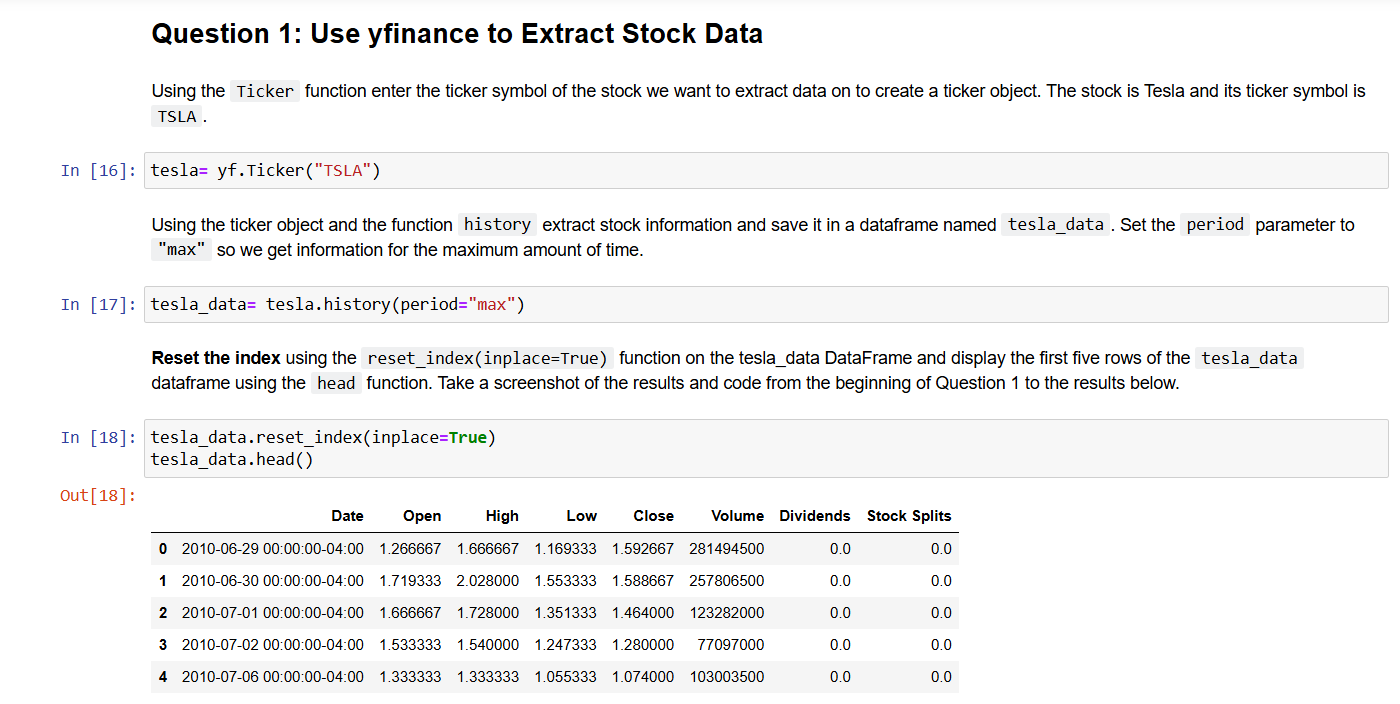 Question 1: Use yfinance to Extract Stock Data
Using the Ticker function enter the ticker symbol of the stock we want to extract data on to create a ticker object. The stock is Tesla and its ticker symbol is
TSLA .
In [16]: tesla= yf.Ticker("TSLA")
Using the ticker object and the function history extract stock information and save it in a dataframe named tesla_data . Set the period parameter to
"max" so we get information for the maximum amount of time.
In [17]: tesla_data= tesla.history(period="max")
Reset the index using the reset_index(inplace=True) function on the tesla_data DataFrame and display the first five rows of the tesla_data
dataframe using the head function. Take a screenshot of the results and code from the beginning of Question 1 to the results below.
In [18]: tesla_data.reset_index(inplace=True)
tesla_data.head()
Out[18]:
Date Open High Low Close Volume Dividends Stock Splits
0 2010-06-29 00:00:00-04:00 1.266667 1.666667 1.169333 1.592667 281494500 0.0 0.0
1 2010-06-30 00:00:00-04:00 1.719333 2.028000 1.553333 1.588667 257806500 0.0 0.0
2 2010-07-01 00:00:00-04:00 1.666667 1.728000 1.351333 1.464000 123282000 0.0 0.0
3 2010-07-02 00:00:00-04:00 1.533333 1.540000 1.247333 1.280000 77097000 0.0 0.0
4 2010-07-06 00:00:00-04:00 1.333333 1.333333 1.055333 1.074000 103003500 0.0 0.0